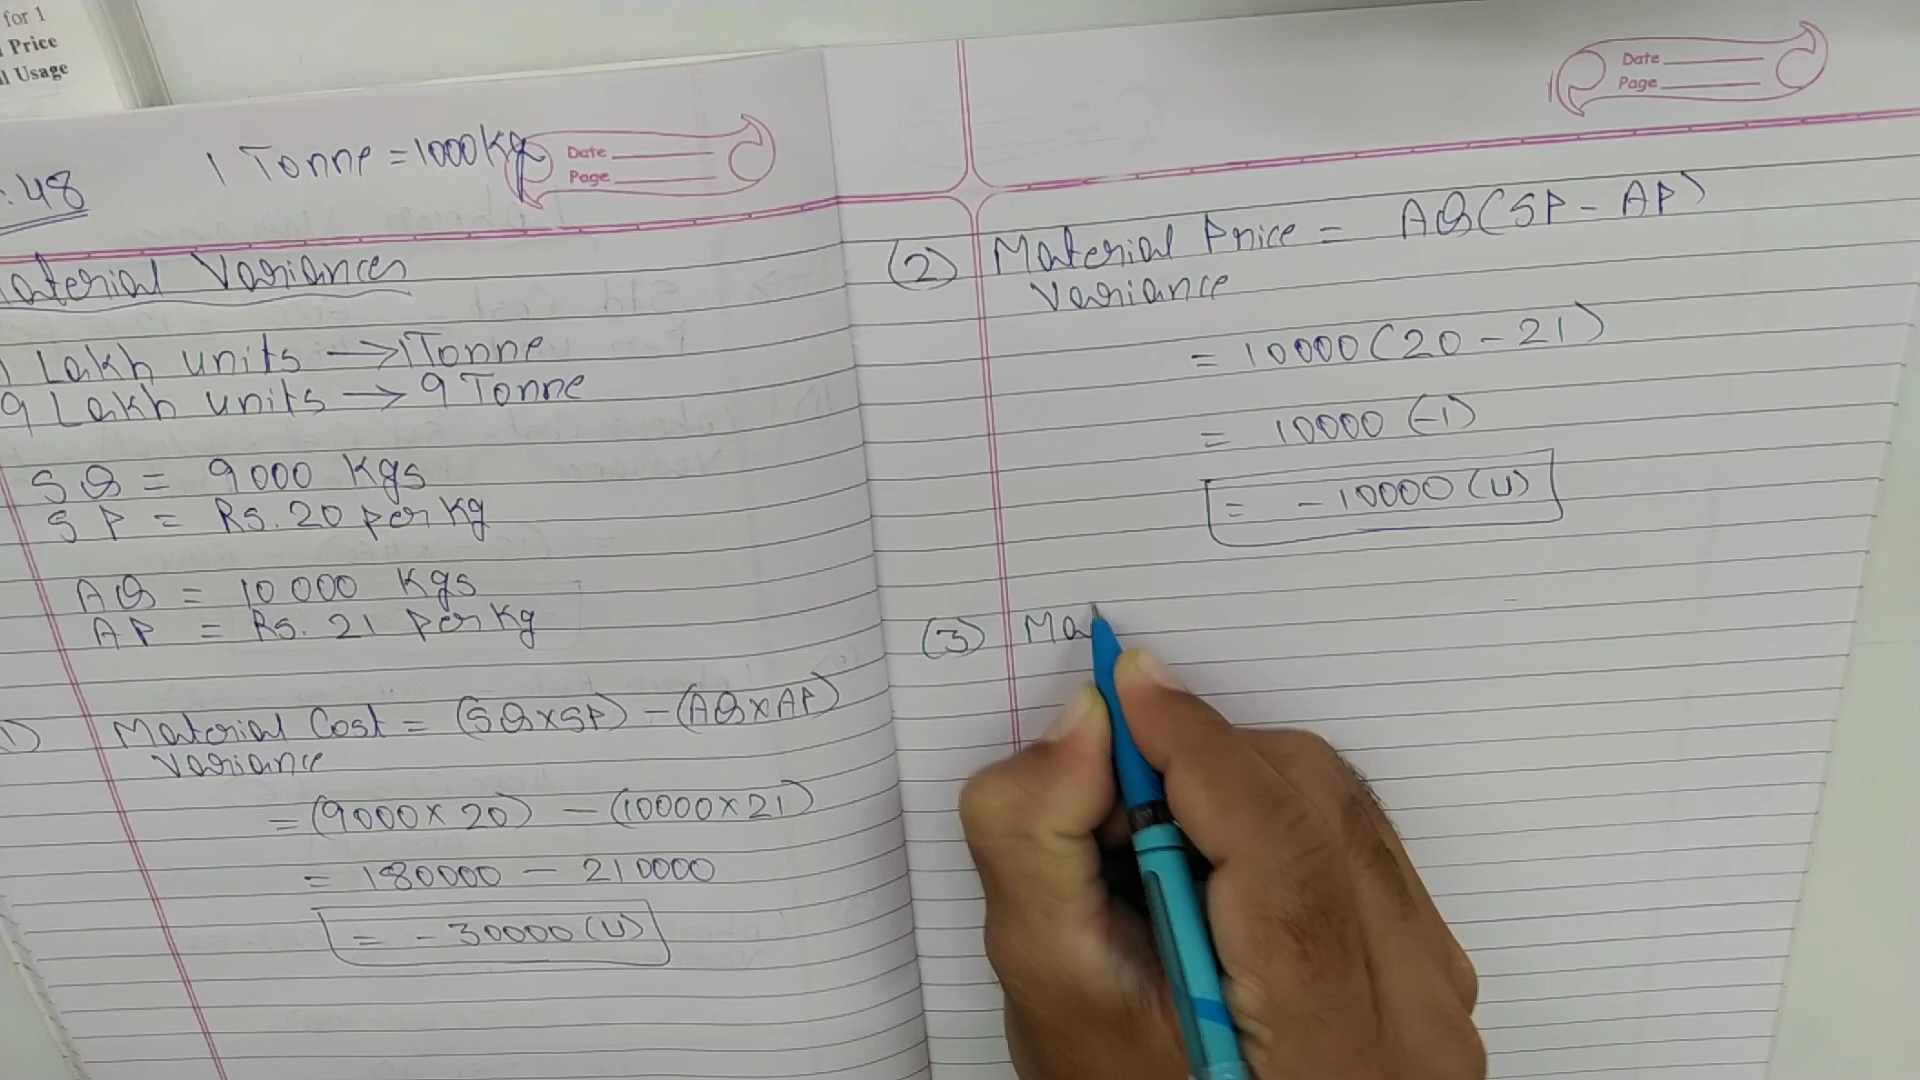 for 1
Price
Usage
48
1 Tonne = 1000 Kg
Date
Page
Material Variances
1 Lakh units → 1 Tonne
9 Lakh units → 9 Tonne
SQ = 9000 Kgs
SP = Rs. 20 per Kg
AQ = 10000 Kgs
AP = Rs. 21 per Kg
1) Material Cost = (SQ×SP) - (AQ×AP)
Variance
= (9000 × 20) - (10000 × 21)
= 180000 - 210000
= - 30000 (U)
Date
Page
(2) Material Price = AQ(SP - AP)
Variance
= 10000 (20 - 21)
= 10000 (-1)
= - 10000 (U)
(3) Ma